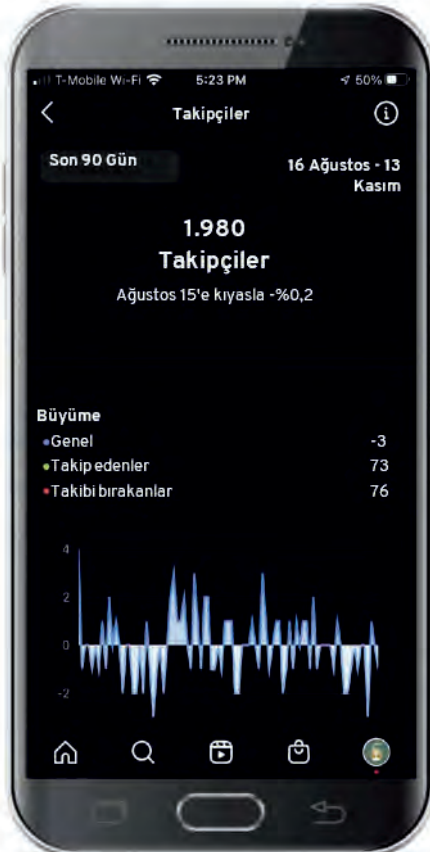 T-Mobile Wi-Fi 5:23 PM 50%
Takipçiler
Son 90 Gün
16 Ağustos - 13
Kasım
1.980
Takipçiler
Ağustos 15'e kıyasla -%0,2
Büyüme
Genel -3
Takip edenler 73
Takibi bırakanlar 76
4
2
0
-2